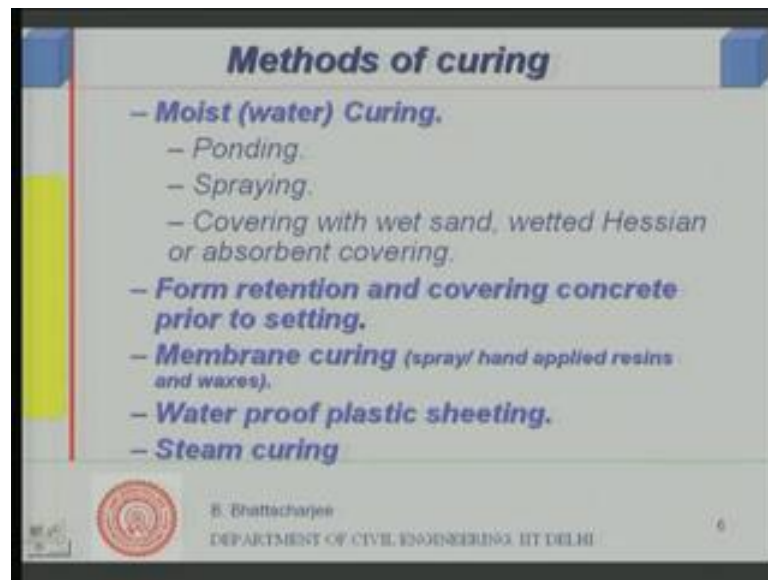 Methods of curing
– Moist (water) Curing.
– Ponding.
– Spraying.
– Covering with wet sand, wetted Hessian
or absorbent covering.
– Form retention and covering concrete
prior to setting.
– Membrane curing (spray/ hand applied resins
and waxes).
– Water proof plastic sheeting.
– Steam curing
B. Bhattacharjee
DEPARTMENT OF CIVIL ENGINEERING, IIT DELHI
6